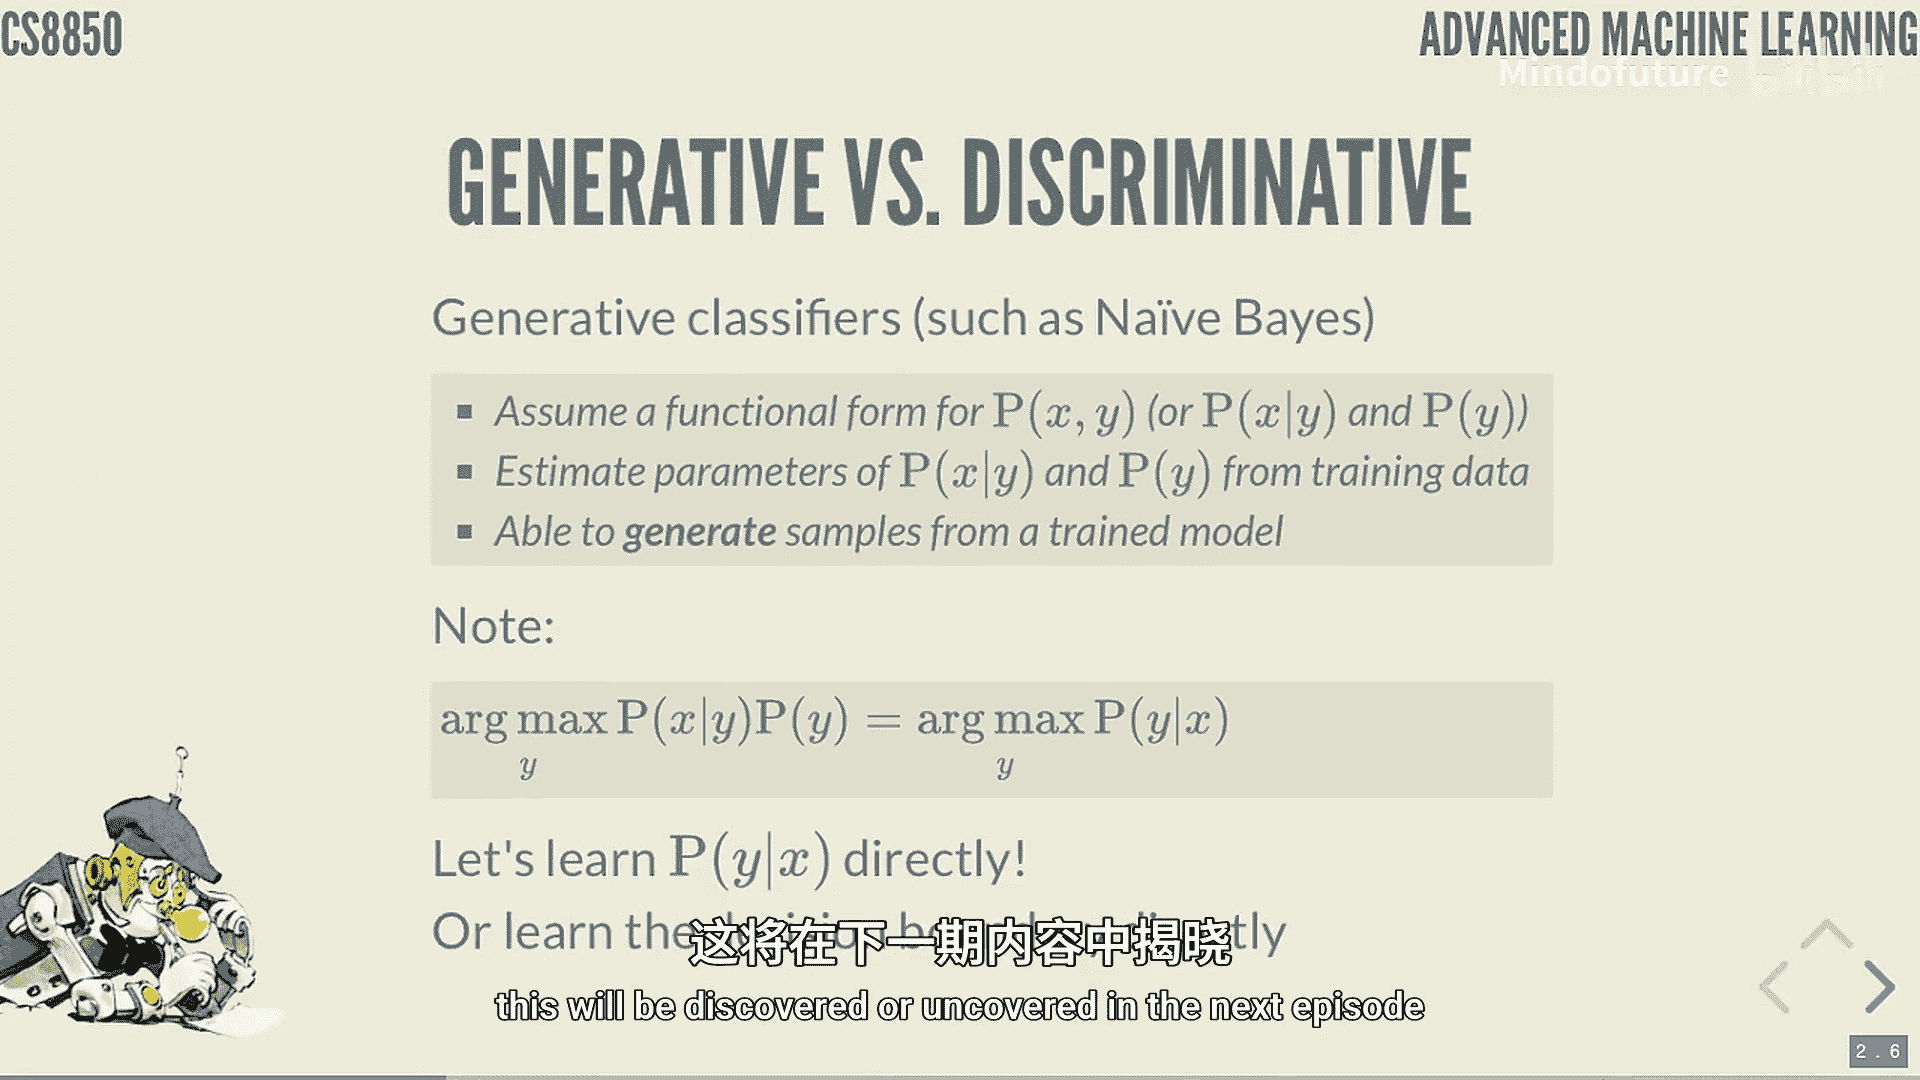 CS8850
ADVANCED MACHINE LEARNING
Mindofuture bilibili
GENERATIVE VS. DISCRIMINATIVE
Generative classifiers (such as Naïve Bayes)
▪ Assume a functional form for P(x, y) (or P(x|y) and P(y))
▪ Estimate parameters of P(x|y) and P(y) from training data
▪ Able to generate samples from a trained model
Note:
arg max P(x|y)P(y) = arg max P(y|x)
y y
Let's learn P(y|x) directly!
Or learn the
这将在下一期内容中揭晓
this will be discovered or uncovered in the next episode
2 . 6